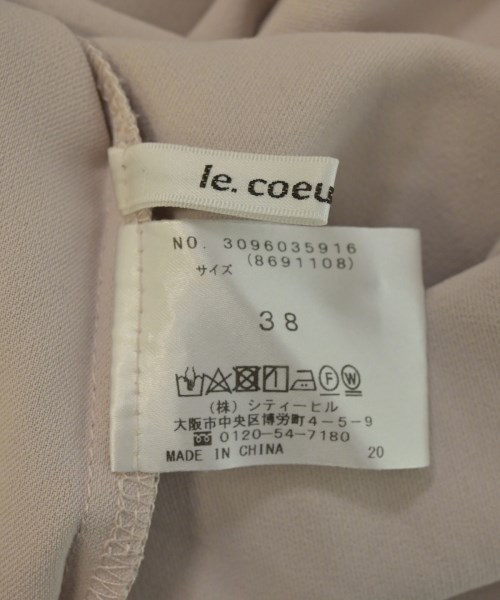 le. coeu
NO. 3096035916
サイズ (8691108)
38
F W
(株) シティーヒル
大阪市中央区博労町4-5-9
0120-54-7180
MADE IN CHINA 20